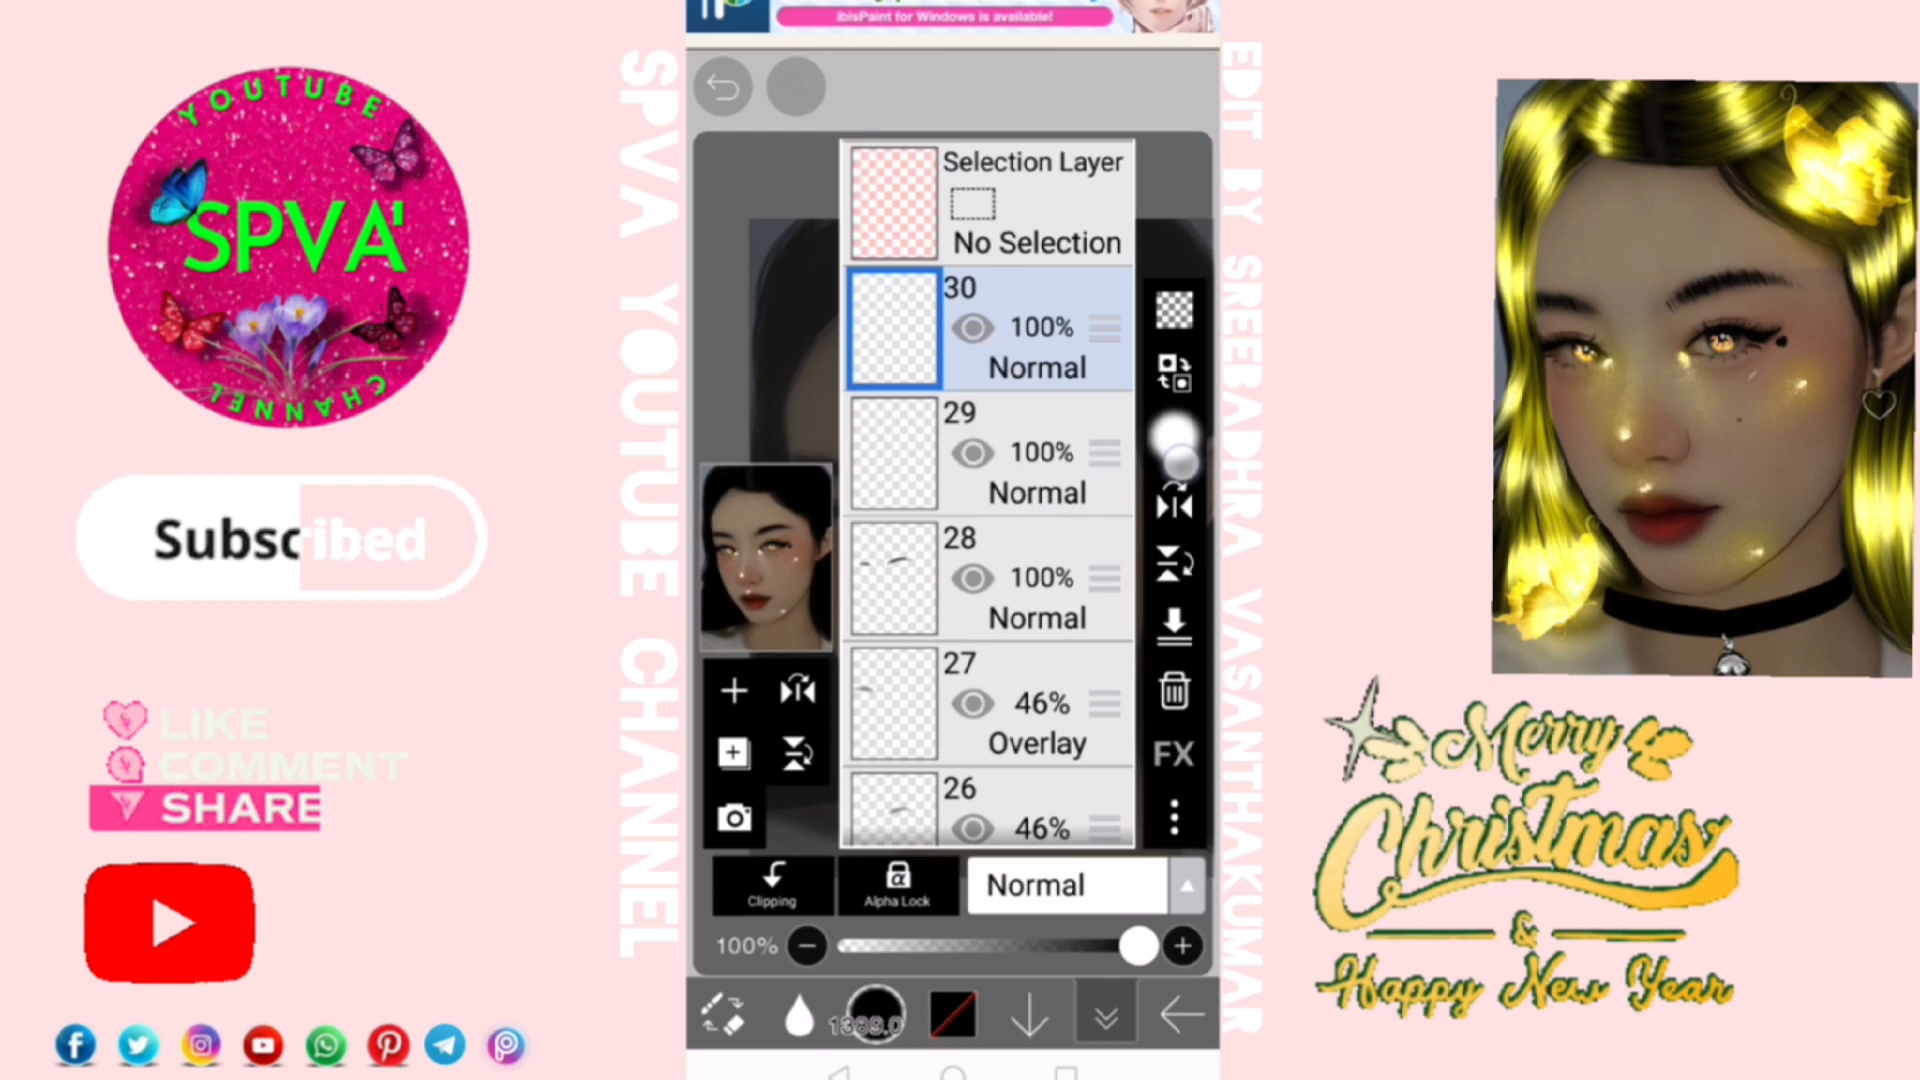 YOUTUBE
SPVA'
CHANNEL
Subscribed
LIKE
COMMENT
SHARE
SPVA YOUTUBE CHANNEL
ibisPaint for Windows is available!
Selection Layer
No Selection
30
100%
Normal
29
100%
Normal
28
100%
Normal
27
46%
Overlay
26
46%
FX
Clipping
α
Alpha Lock
Normal
100%
1389.0
EDIT BY SREEBADHRA VASANTHAKUMAR
Merry
Christmas
&
Happy New Year